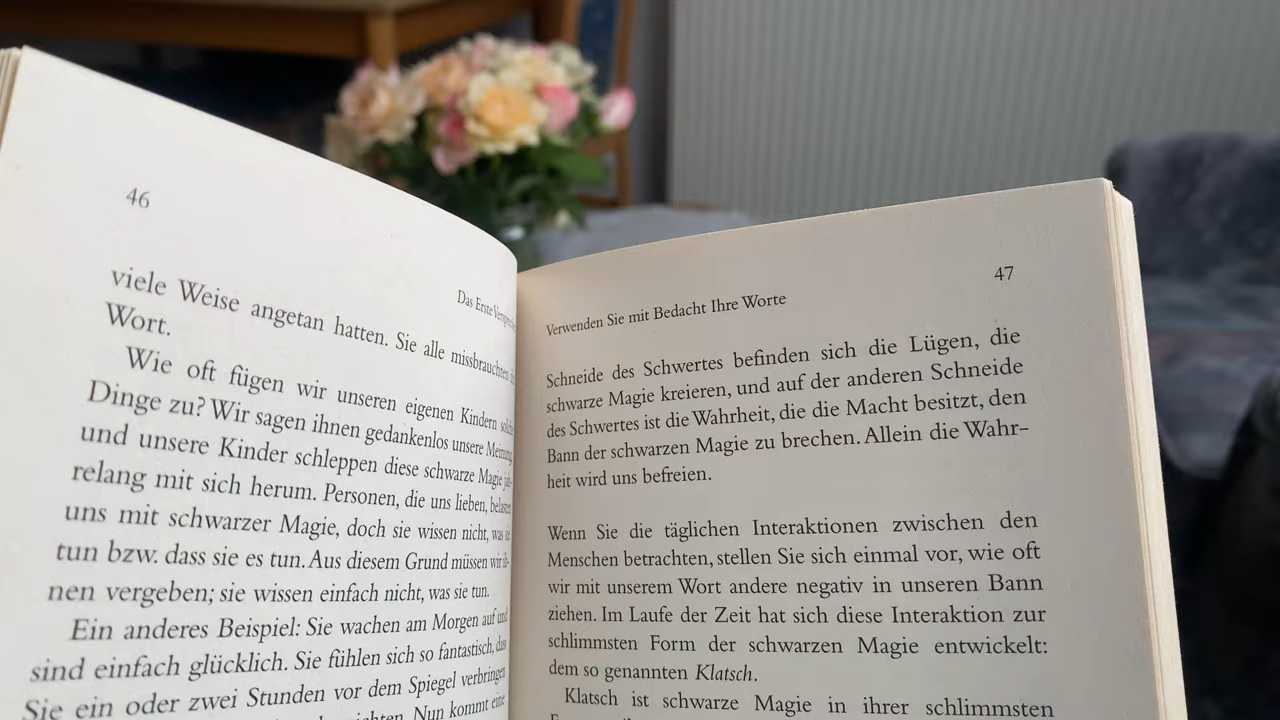 46
Das Erste
viele Weise angetan hatten. Sie alle missbrauchten
Wort.
Wie oft fügen wir unseren eigenen Kindern
Dinge zu? Wir sagen ihnen gedankenlos unsere Meinung,
und unsere Kinder schleppen diese schwarze Magie jah-
relang mit sich herum. Personen, die uns lieben, belasten
uns mit schwarzer Magie, doch sie wissen nicht, was sie
tun bzw. dass sie es tun. Aus diesem Grund müssen wir ih-
nen vergeben; sie wissen einfach nicht, was sie tun.
Ein anderes Beispiel: Sie wachen am Morgen auf und
sind einfach glücklich. Sie fühlen sich so fantastisch, dass
Sie ein oder zwei Stunden vor dem Spiegel verbringen
Nun kommt eine
47
Verwenden Sie mit Bedacht Ihre Worte
Schneide des Schwertes befinden sich die Lügen, die
schwarze Magie kreieren, und auf der anderen Schneide
des Schwertes ist die Wahrheit, die die Macht besitzt, den
Bann der schwarzen Magie zu brechen. Allein die Wahr-
heit wird uns befreien.
Wenn Sie die täglichen Interaktionen zwischen den
Menschen betrachten, stellen Sie sich einmal vor, wie oft
wir mit unserem Wort andere negativ in unseren Bann
ziehen. Im Laufe der Zeit hat sich diese Interaktion zur
schlimmsten Form der schwarzen Magie entwickelt:
dem so genannten Klatsch.
Klatsch ist schwarze Magie in ihrer schlimmsten